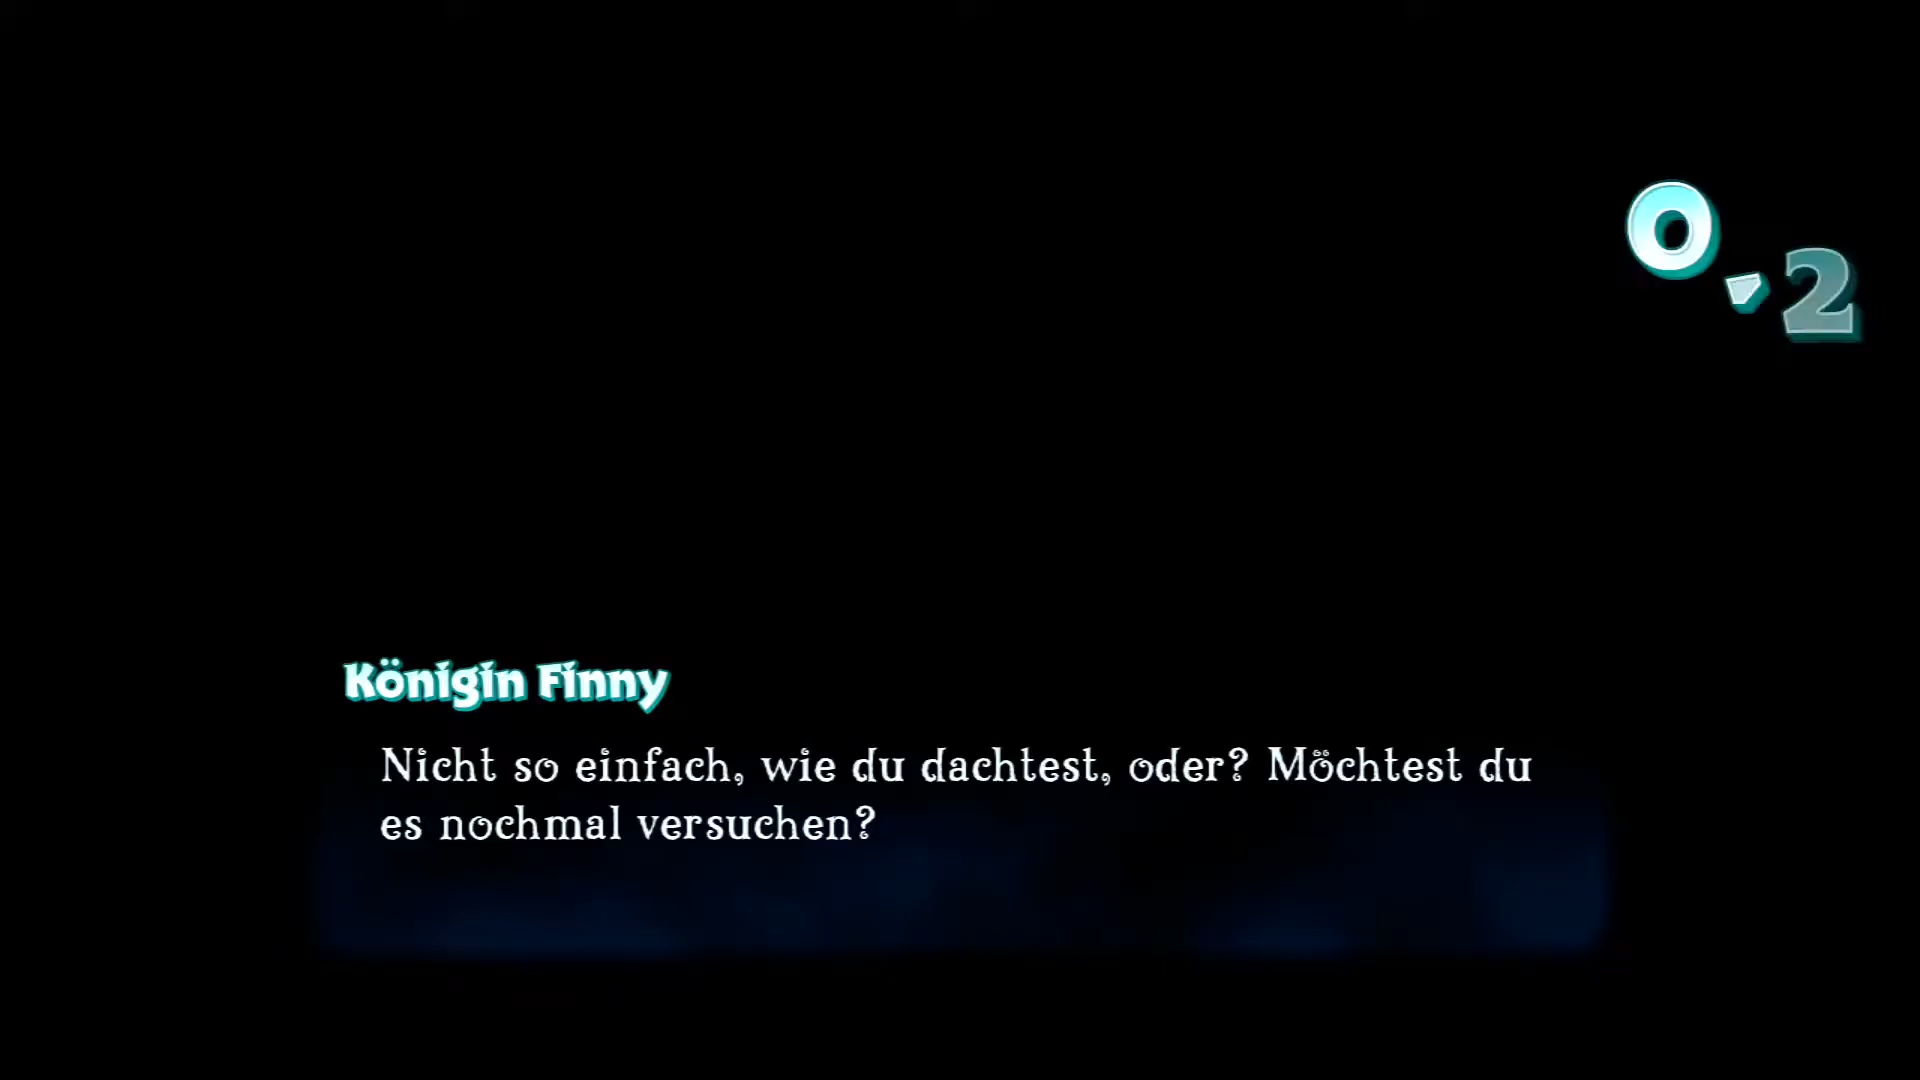 0.2
Königin Finny
Nicht so einfach, wie du dachtest, oder? Möchtest du
es nochmal versuchen?